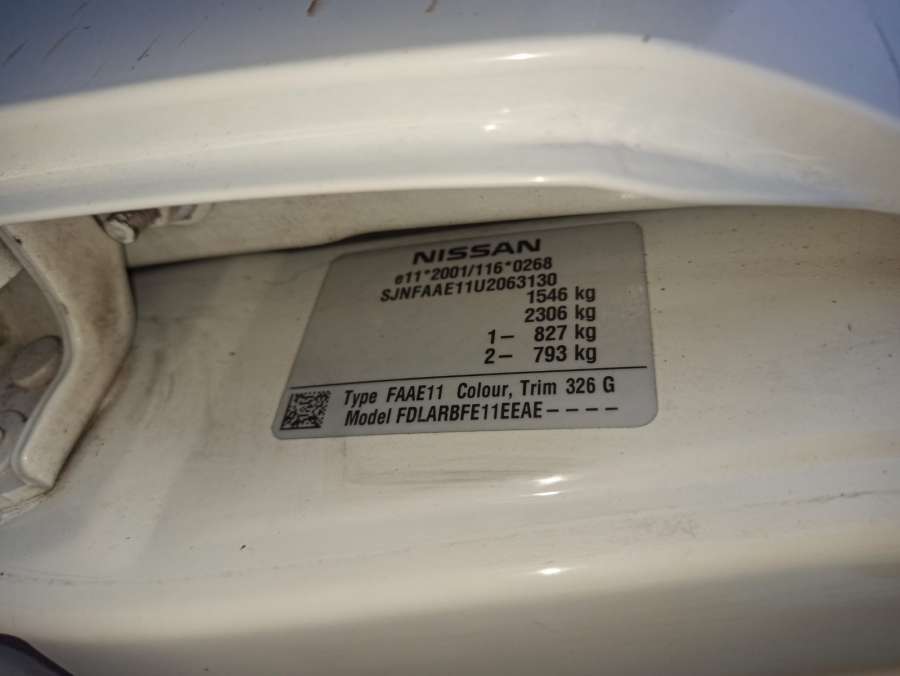 NISSAN
e11*2001/116*0268
SJNFAAE11U2063130
1546 kg
2306 kg
1– 827 kg
2– 793 kg
Type FAAE11 Colour, Trim 326 G
Model FDLARBFE11EEAE– – – –